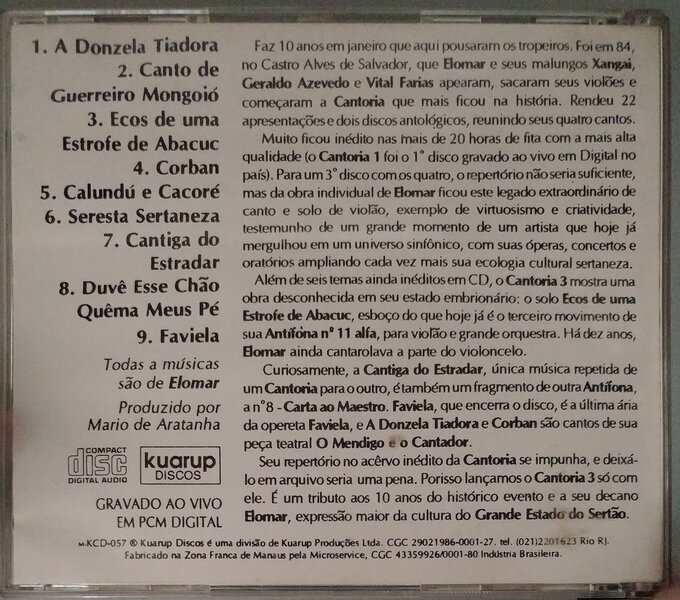 1. A Donzela Tiadora
2. Canto de
Guerreiro Mongoió
3. Ecos de uma
Estrofe de Abacuc
4. Corban
5. Calundú e Cacoré
6. Seresta Sertaneza
7. Cantiga do
Estradar
8. Duvê Esse Chão
Quêma Meus Pé
9. Faviela
Todas a músicas
são de Elomar
Produzido por
Mario de Aratanha
COMPACT
disc
DIGITAL AUDIO
kuarup
DISCOS
GRAVADO AO VIVO
EM PCM DIGITAL
Faz 10 anos em janeiro que aqui pousaram os tropeiros. Foi em 84,
no Castro Alves de Salvador, que Elomar e seus malungos Xangai,
Geraldo Azevedo e Vital Farias apearam, sacaram seus violões e
começaram a Cantoria que mais ficou na história. Rendeu 22
apresentações e dois discos antológicos, reunindo seus quatro cantos.
Muito ficou inédito nas mais de 20 horas de fita com a mais alta
qualidade (o Cantoria 1 foi o 1° disco gravado ao vivo em Digital no
país). Para um 3° disco com os quatro, o repertório não seria suficiente,
mas da obra individual de Elomar ficou este legado extraordinário de
canto e solo de violão, exemplo de virtuosismo e criatividade,
testemunho de um grande momento de um artista que hoje já
mergulhou em um universo sinfônico, com suas óperas, concertos e
oratórios ampliando cada vez mais sua ecologia cultural sertaneza.
Além de seis temas ainda inéditos em CD, o Cantoria 3 mostra uma
obra desconhecida em seu estado embrionário: o solo Ecos de uma
Estrofe de Abacuc, esboço do que hoje já é o terceiro movimento de
sua Antífona nº 11 alfa, para violão e grande orquestra. Há dez anos,
Elomar ainda cantarolava a parte do violoncelo.
Curiosamente, a Cantiga do Estradar, única música repetida de
um Cantoria para o outro, é também um fragmento de outra Antífona,
a n°8 - Carta ao Maestro. Faviela, que encerra o disco, é a última ária
da opereta Faviela, e A Donzela Tiadora e Corban são cantos de sua
peça teatral O Mendigo e o Cantador.
Seu repertório no acêrvo inédito da Cantoria se impunha, e deixá-
lo em arquivo seria uma pena. Porisso lançamos o Cantoria 3 só com
ele. É um tributo aos 10 anos do histórico evento e a seu decano
Elomar, expressão maior da cultura do Grande Estado do Sertão.
M-KCD-057 ® Kuarup Discos é uma divisão de Kuarup Produções Ltda. CGC 29021986-0001-27. tel. (021)2201623 Rio RJ.
Fabricado na Zona Franca de Manaus pela Microservice, CGC 43359926/0001-80 Indústria Brasileira.